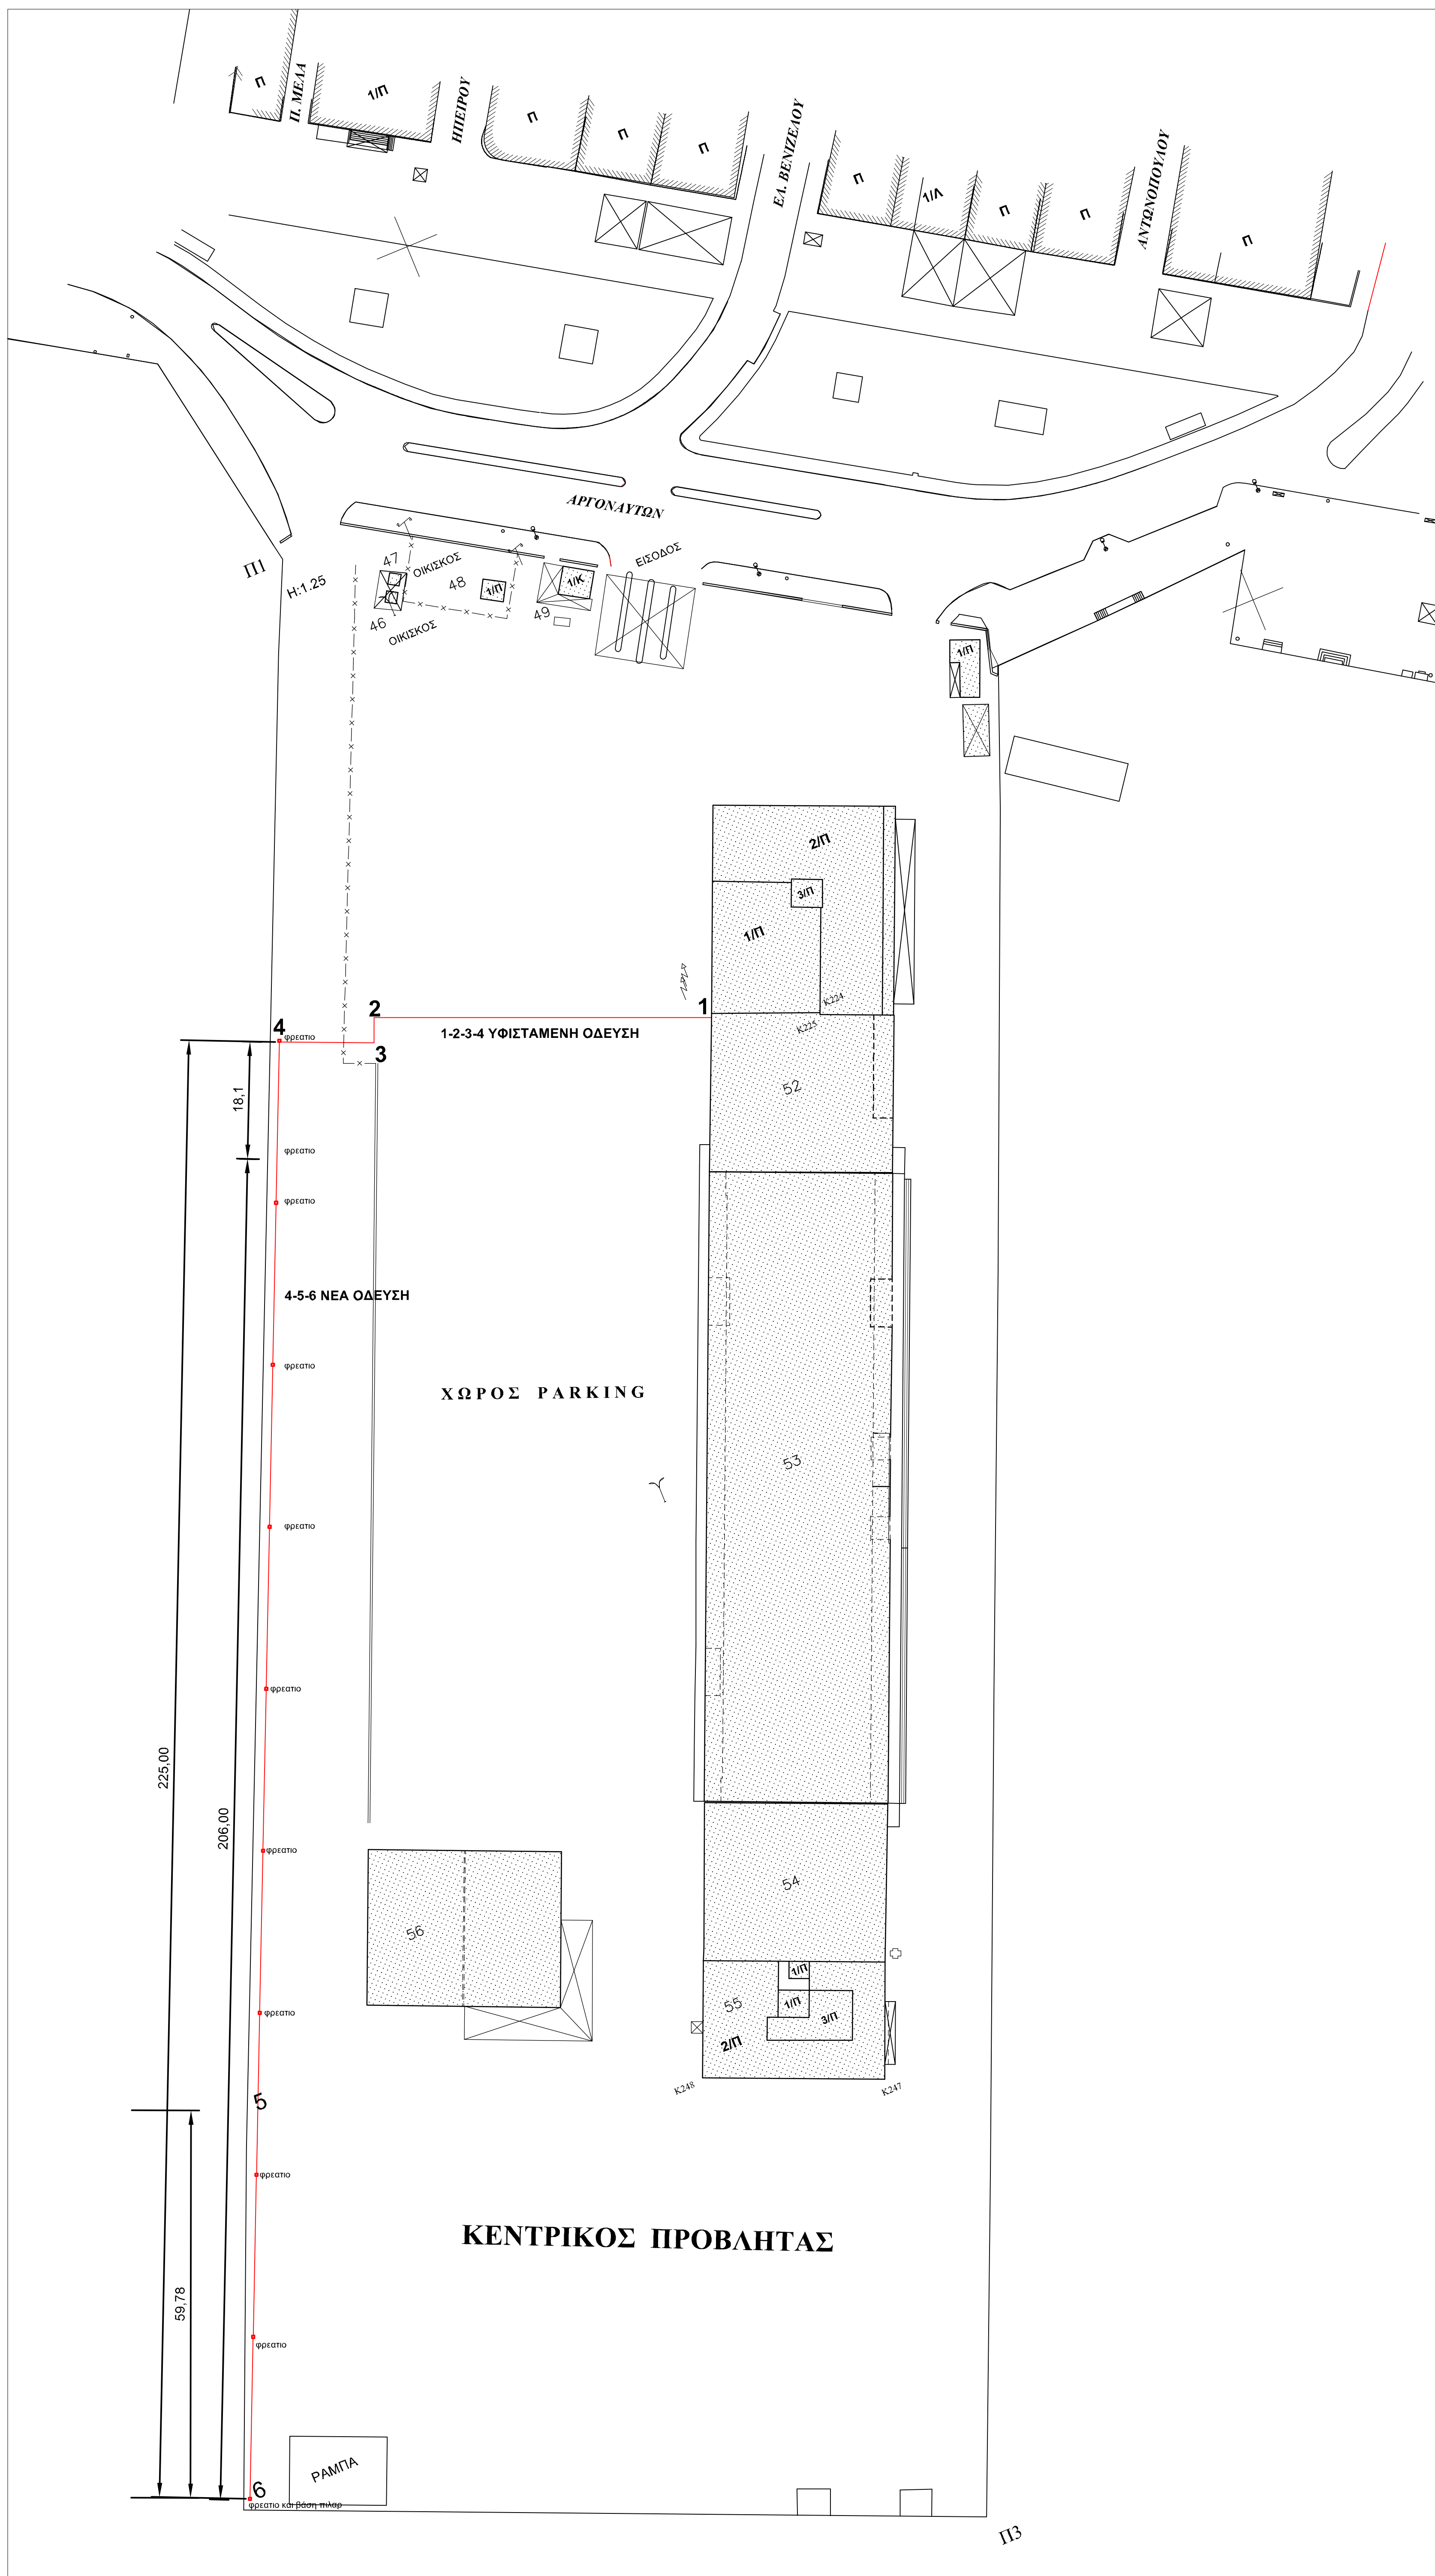 Π
Π. ΜΕΛΑ
1/Π
ΗΠΕΙΡΟΥ
Π
Π
Π
ΕΛ. ΒΕΝΙΖΕΛΟΥ
Π
1/Λ
Π
Π
ΑΝΤΩΝΟΠΟΥΛΟΥ
Π
ΑΡΓΟΝΑΥΤΩΝ
Π1
Η:1.25
47
ΟΙΚΙΣΚΟΣ
48
1/Π
1/Κ
ΕΙΣΟΔΟΣ
46
ΟΙΚΙΣΚΟΣ
49
1/Π
2/Π
3/Π
1/Π
Κ224
Κ225
1
2
3
4
φρεατιο
1-2-3-4 ΥΦΙΣΤΑΜΕΝΗ ΟΔΕΥΣΗ
18,1
52
φρεατιο
φρεατιο
4-5-6 ΝΕΑ ΟΔΕΥΣΗ
φρεατιο
ΧΩΡΟΣ PARKING
53
φρεατιο
φρεατιο
225,00
206,00
φρεατιο
54
56
1/Π
1/Π
55
3/Π
2/Π
φρεατιο
Κ248
Κ247
5
φρεατιο
ΚΕΝΤΡΙΚΟΣ ΠΡΟΒΛΗΤΑΣ
59,78
φρεατιο
ΡΑΜΠΑ
6
φρεατιο και βάση πιλαρ
Π3